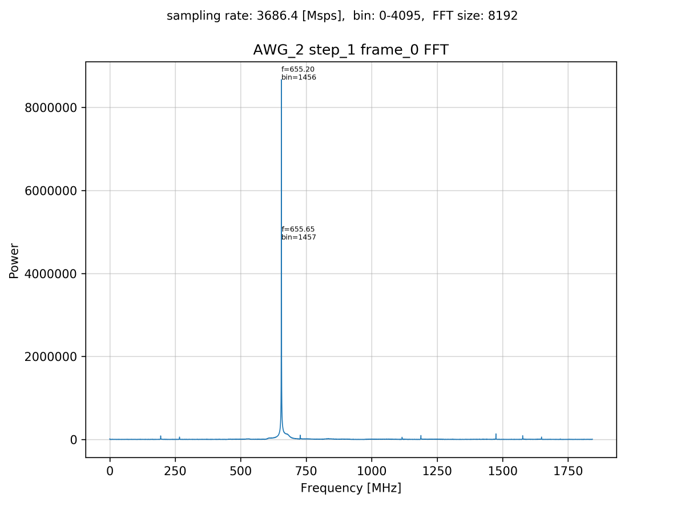 sampling rate: 3686.4 [Msps],  bin: 0-4095,  FFT size: 8192
AWG_2 step_1 frame_0 FFT
f=655.20
bin=1456
f=655.65
bin=1457
8000000
6000000
4000000
2000000
0
Power
0 250 500 750 1000 1250 1500 1750
Frequency [MHz]